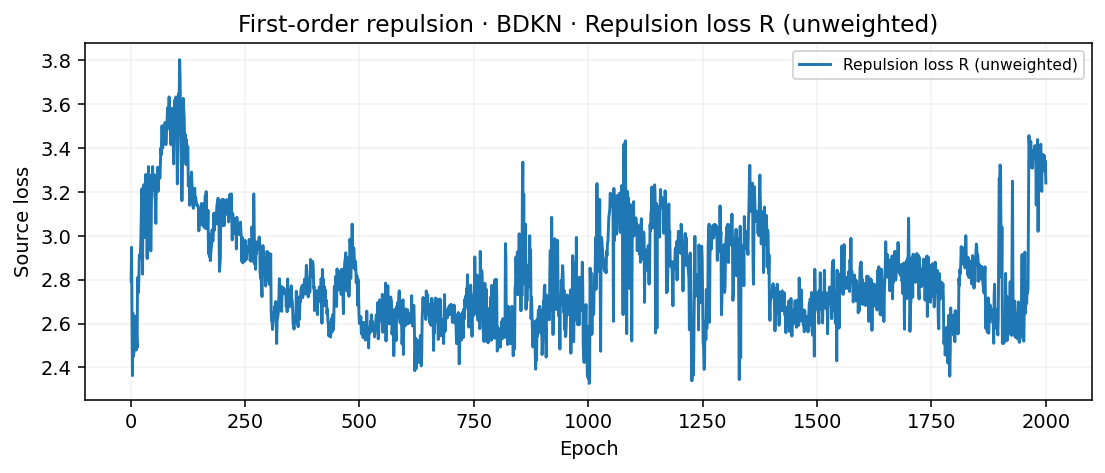 First-order repulsion · BDKN · Repulsion loss R (unweighted)
Repulsion loss R (unweighted)
Source loss
3.8
3.6
3.4
3.2
3.0
2.8
2.6
2.4
0 250 500 750 1000 1250 1500 1750 2000
Epoch